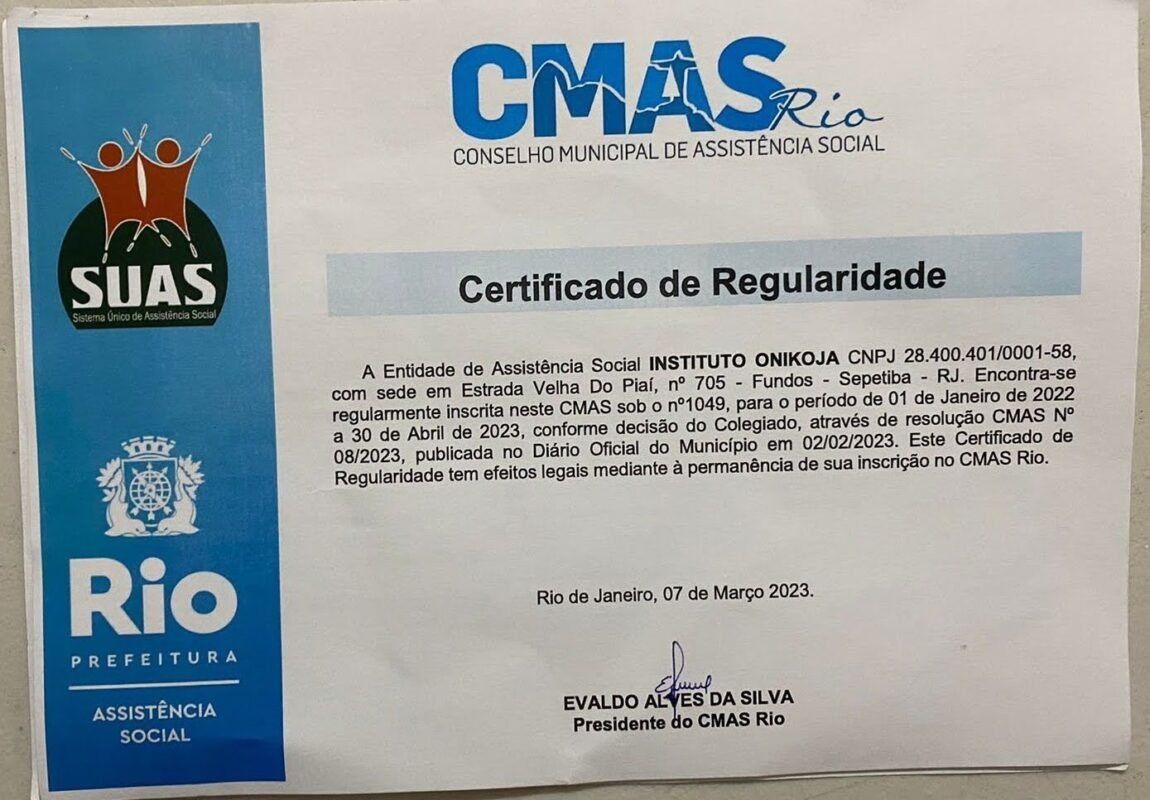 CMAS Rio
CONSELHO MUNICIPAL DE ASSISTÊNCIA SOCIAL
SUAS
Sistema Único de Assistência Social
Certificado de Regularidade
A Entidade de Assistência Social INSTITUTO ONIKOJA CNPJ 28.400.401/0001-58,
com sede em Estrada Velha Do Piaí, nº 705 - Fundos - Sepetiba - RJ. Encontra-se
regularmente inscrita neste CMAS sob o nº1049, para o período de 01 de Janeiro de 2022
a 30 de Abril de 2023, conforme decisão do Colegiado, através de resolução CMAS Nº
08/2023, publicada no Diário Oficial do Município em 02/02/2023. Este Certificado de
Regularidade tem efeitos legais mediante à permanência de sua inscrição no CMAS Rio.
Rio de Janeiro, 07 de Março 2023.
EVALDO ALVES DA SILVA
Presidente do CMAS Rio
Rio
PREFEITURA
ASSISTÊNCIA
SOCIAL